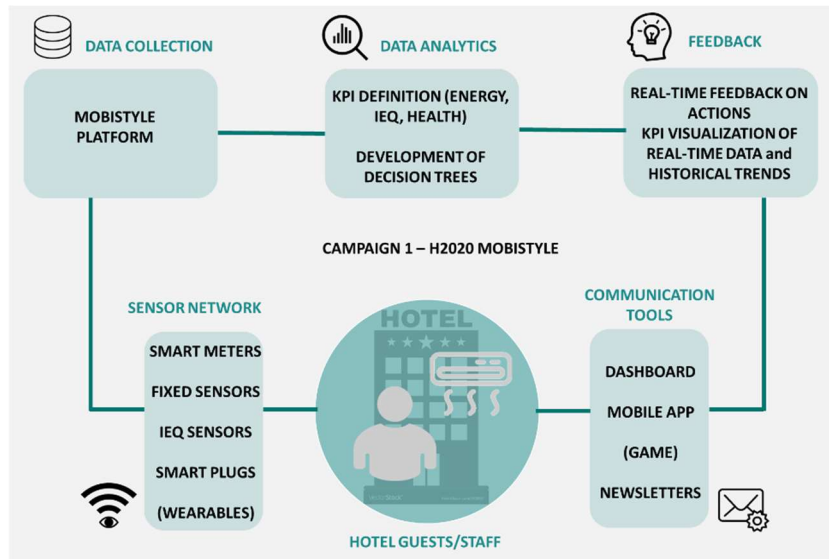 DATA COLLECTION
DATA ANALYTICS
FEEDBACK
MOBISTYLE
PLATFORM
KPI DEFINITION (ENERGY,
IEQ, HEALTH)
DEVELOPMENT OF
DECISION TREES
REAL-TIME FEEDBACK ON
ACTIONS
KPI VISUALIZATION OF
REAL-TIME DATA and
HISTORICAL TRENDS
CAMPAIGN 1 – H2020 MOBISTYLE
SENSOR NETWORK
SMART METERS
FIXED SENSORS
IEQ SENSORS
SMART PLUGS
(WEARABLES)
HOTEL
HOTEL GUESTS/STAFF
COMMUNICATION
TOOLS
DASHBOARD
MOBILE APP
(GAME)
NEWSLETTERS